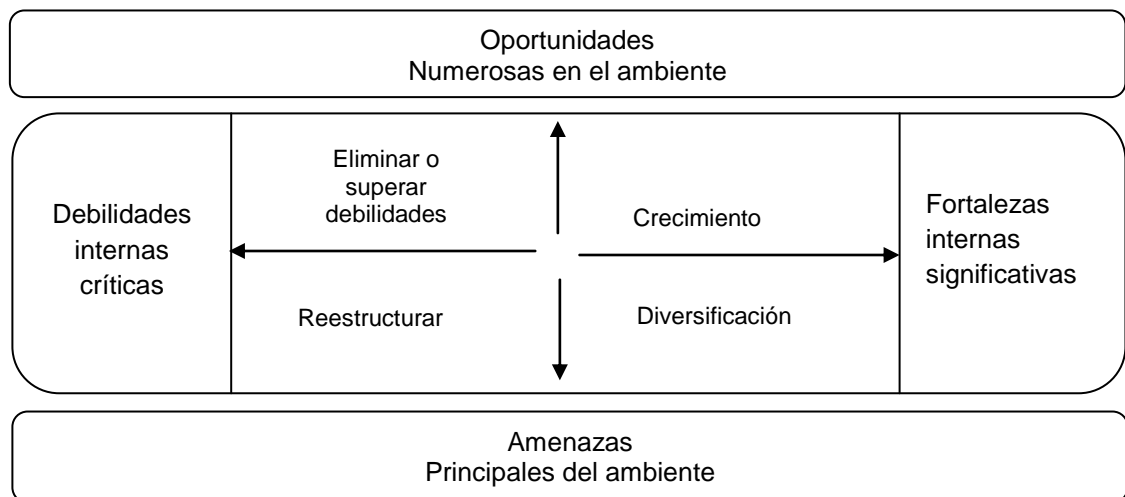 Oportunidades
Numerosas en el ambiente
Debilidades
internas
críticas
Eliminar o
superar
debilidades
Crecimiento
Reestructurar
Diversificación
Fortalezas
internas
significativas
Amenazas
Principales del ambiente